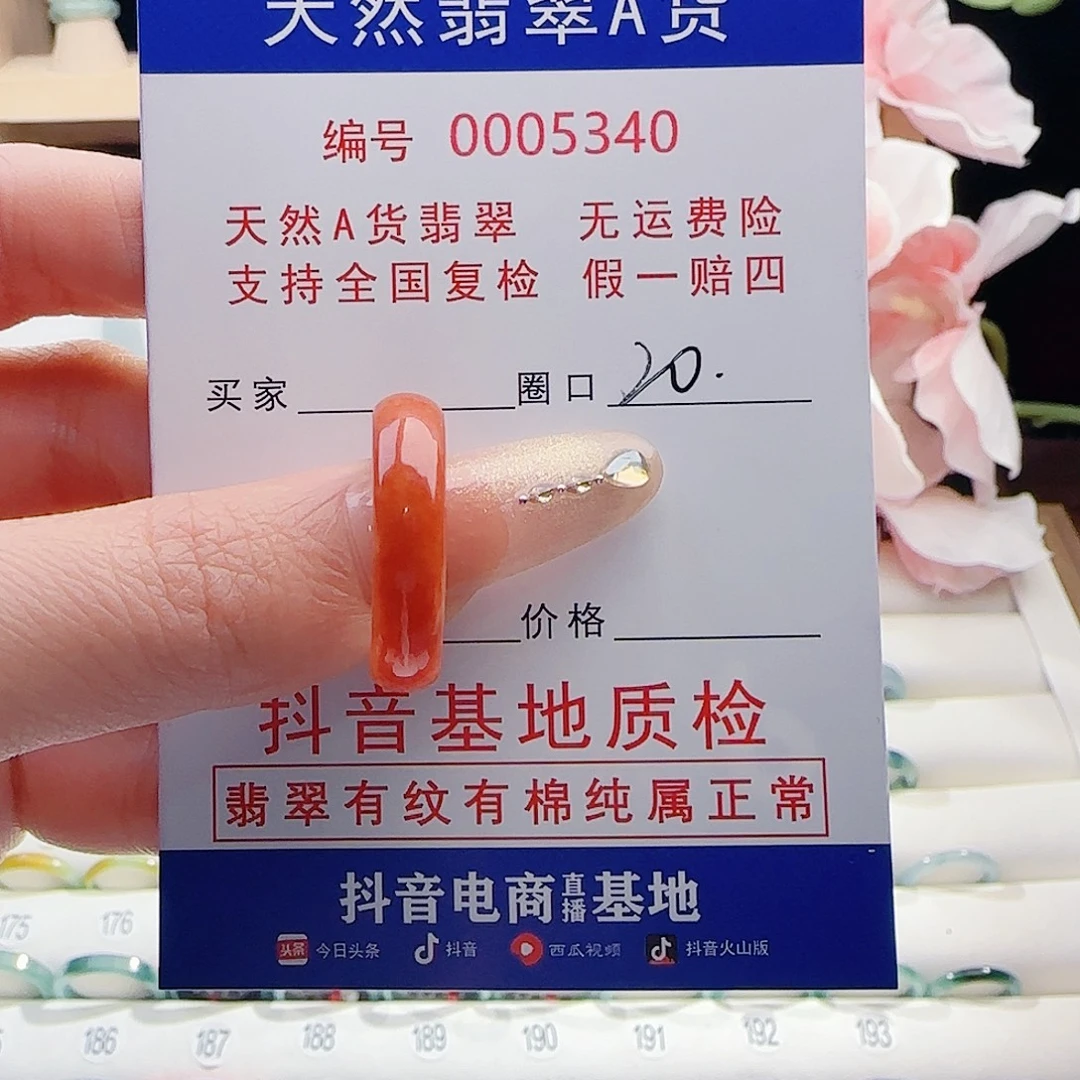 天然翡翠A货
编号 0005340
天然A货翡翠 无运费险
支持全国复检 假一赔四
买家 圈口 20.
价格
抖音基地质检
翡翠有纹有棉纯属正常
抖音电商直播基地
头条 今日头条 抖音 西瓜视频 抖音火山版
175 176
186 187 188 189 190 191 192 193